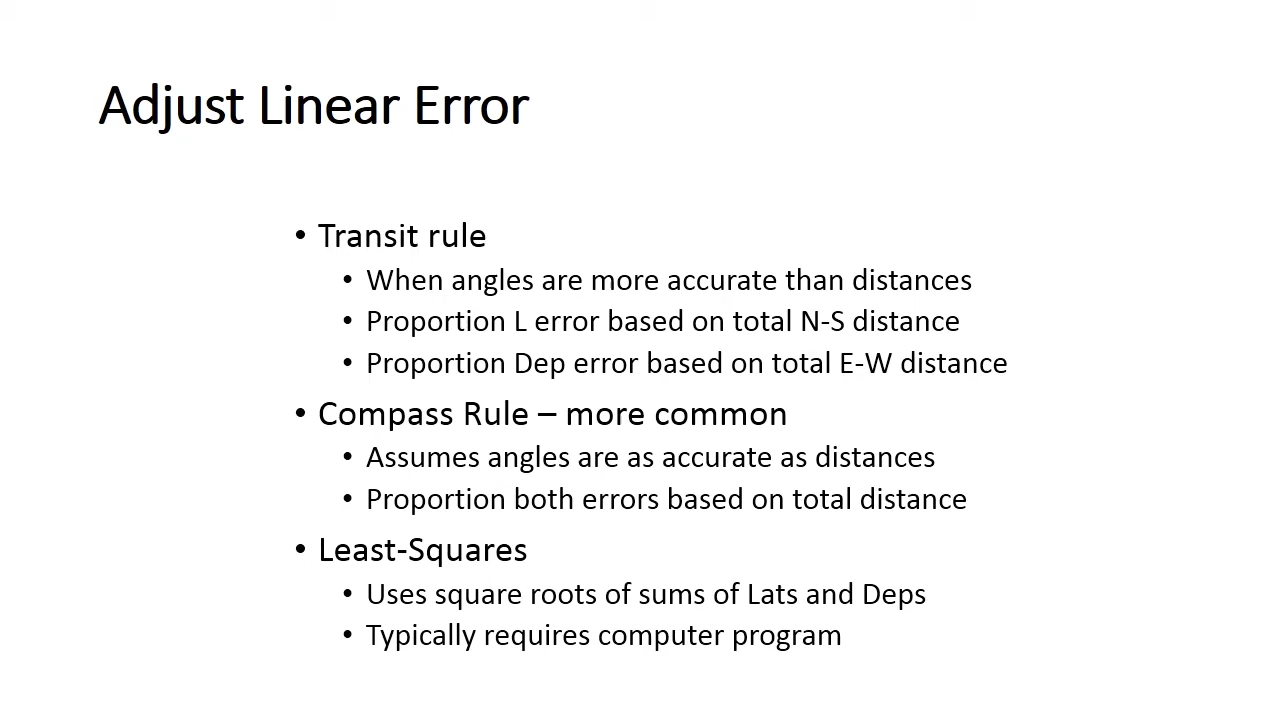 Adjust Linear Error
• Transit rule
• When angles are more accurate than distances
• Proportion L error based on total N-S distance
• Proportion Dep error based on total E-W distance
• Compass Rule – more common
• Assumes angles are as accurate as distances
• Proportion both errors based on total distance
• Least-Squares
• Uses square roots of sums of Lats and Deps
• Typically requires computer program